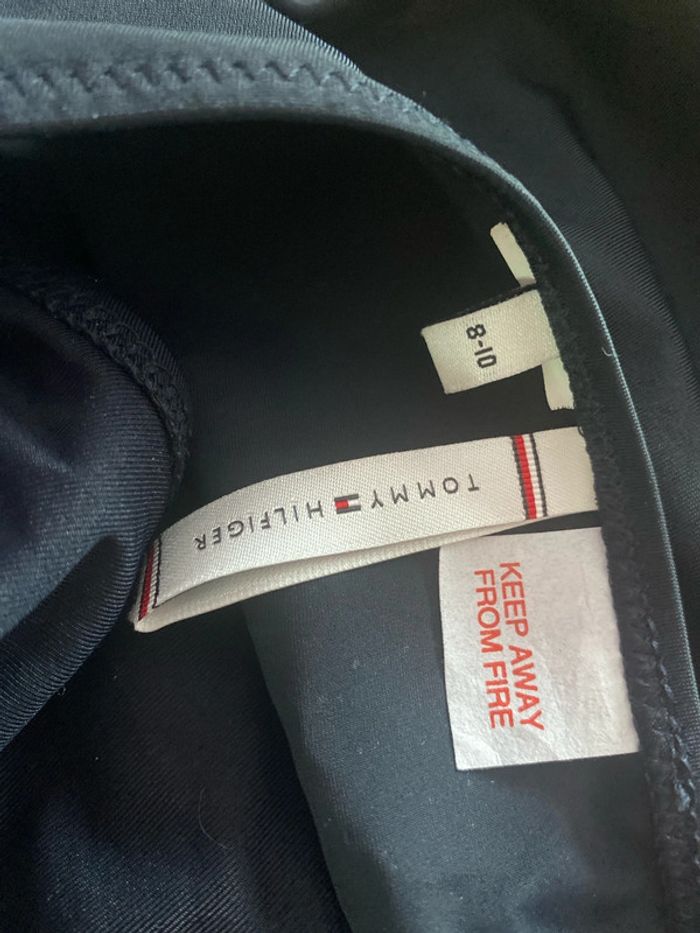 8-10
TOMMY HILFIGER
KEEP AWAY
FROM FIRE